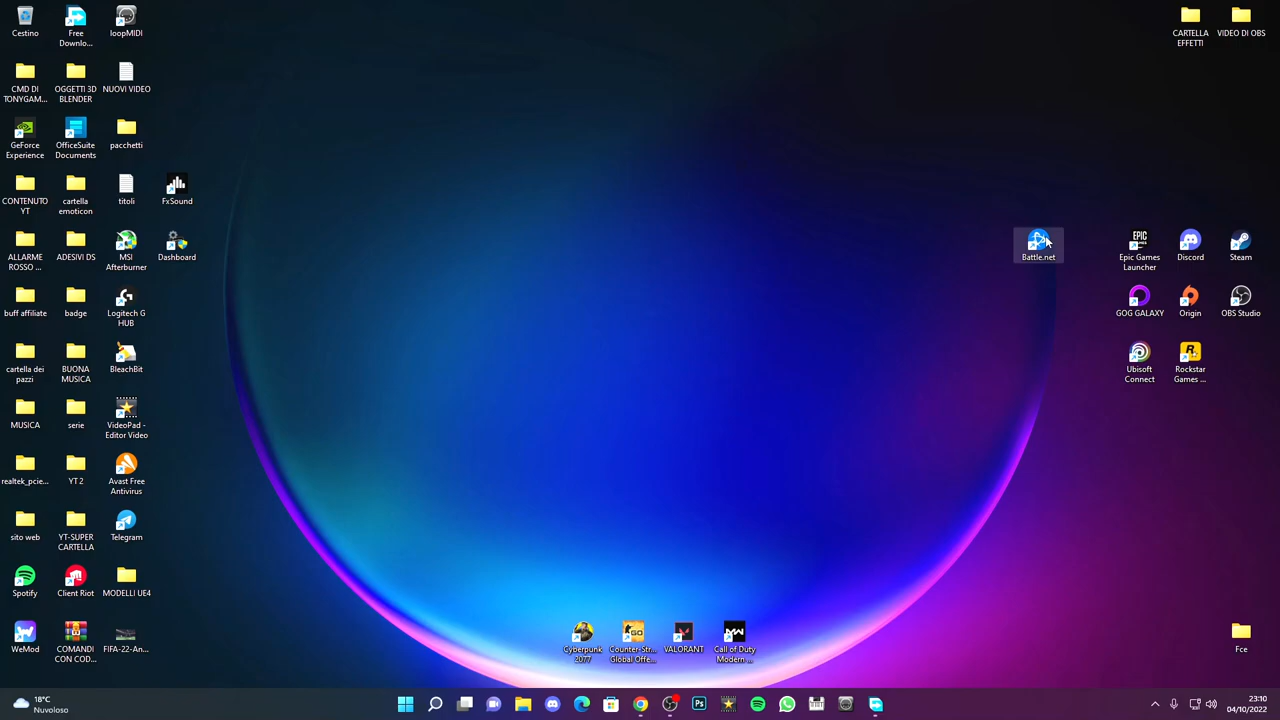 Cestino
Free
Downlo...
loopMIDI
CMD DI
TONYGAM...
OGGETTI 3D
BLENDER
NUOVI VIDEO
GeForce
Experience
OfficeSuite
Documents
pacchetti
CONTENUTO
YT
cartella
emoticon
titoli
FxSound
ALLARME
ROSSO ...
ADESIVI DS
MSI
Afterburner
Dashboard
buff affiliate
badge
Logitech G
HUB
cartella dei
pazzi
BUONA
MUSICA
BleachBit
MUSICA
serie
VideoPad -
Editor Video
realtek_pcie...
YT 2
Avast Free
Antivirus
sito web
YT-SUPER
CARTELLA
Telegram
Spotify
Client Riot
MODELLI UE4
WeMod
COMANDI
CON COD...
FIFA-22-An...
Cyberpunk
2077
GO
Counter-Str...
Global Offe...
VALORANT
Call of Duty
Modern ...
CARTELLA
EFFETTI
VIDEO DI OBS
Battle.net
EPIC
GAMES
Epic Games
Launcher
Discord
Steam
GOG GALAXY
Origin
OBS Studio
Ubisoft
Connect
Rockstar
Games ...
Fce
18°C
Nuvoloso
Ps
23:10
04/10/2022